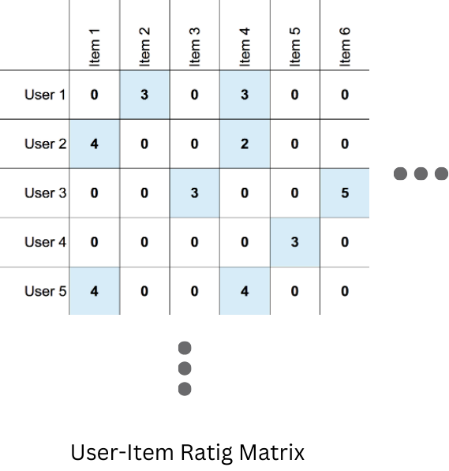 Item 1 Item 2 Item 3 Item 4 Item 5 Item 6
User 1 0 3 0 3 0 0
User 2 4 0 0 2 0 0
User 3 0 0 3 0 0 5
User 4 0 0 0 0 3 0
User 5 4 0 0 4 0 0
User-Item Ratig Matrix